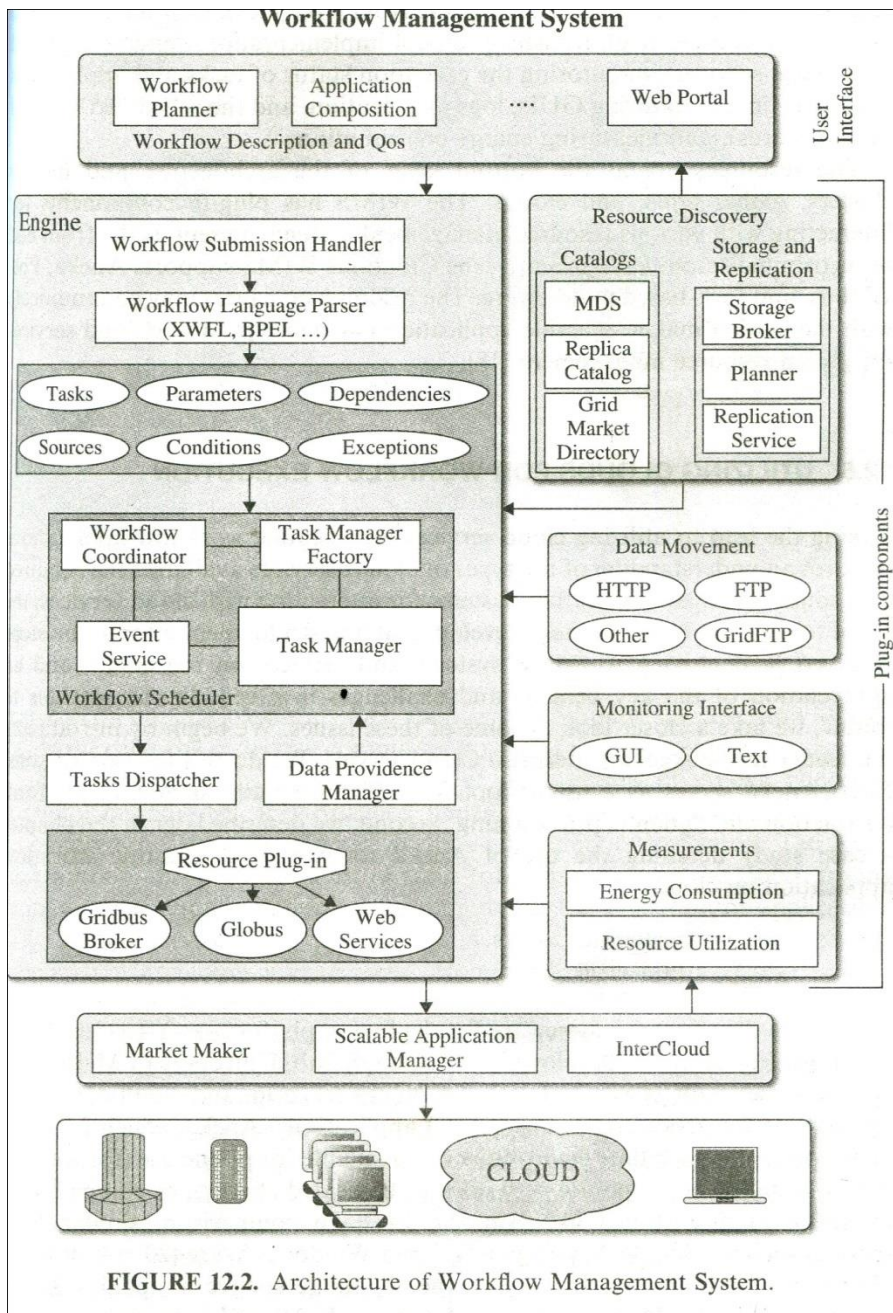 Workflow Management System
Workflow
Planner
Application
Composition
....
Web Portal
Workflow Description and Qos
User
Interface
Engine
Workflow Submission Handler
Workflow Language Parser
(XWFL, BPEL ...)
Tasks
Parameters
Dependencies
Sources
Conditions
Exceptions
Workflow
Coordinator
Task Manager
Factory
Event
Service
Task Manager
Workflow Scheduler
Tasks Dispatcher
Data Providence
Manager
Resource Plug-in
Gridbus
Broker
Globus
Web
Services
Resource Discovery
Catalogs
MDS
Replica
Catalog
Grid
Market
Directory
Storage and
Replication
Storage
Broker
Planner
Replication
Service
Data Movement
HTTP
FTP
Other
GridFTP
Monitoring Interface
GUI
Text
Measurements
Energy Consumption
Resource Utilization
Plug-in components
Market Maker
Scalable Application
Manager
InterCloud
CLOUD
FIGURE 12.2. Architecture of Workflow Management System.